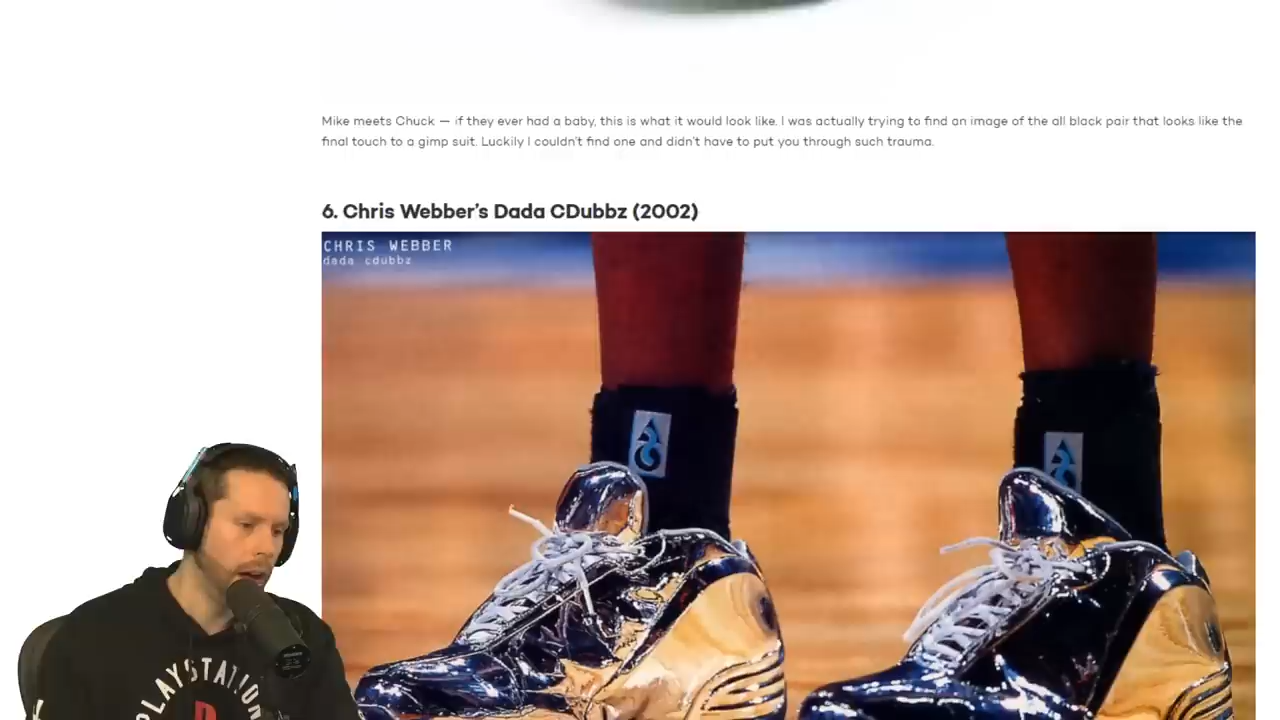 Mike meets Chuck — if they ever had a baby, this is what it would look like. I was actually trying to find an image of the all black pair that looks like the
final touch to a gimp suit. Luckily I couldn't find one and didn't have to put you through such trauma.
6. Chris Webber's Dada CDubbz (2002)
CHRIS WEBBER
dada cdubbz
PLAYSTATION